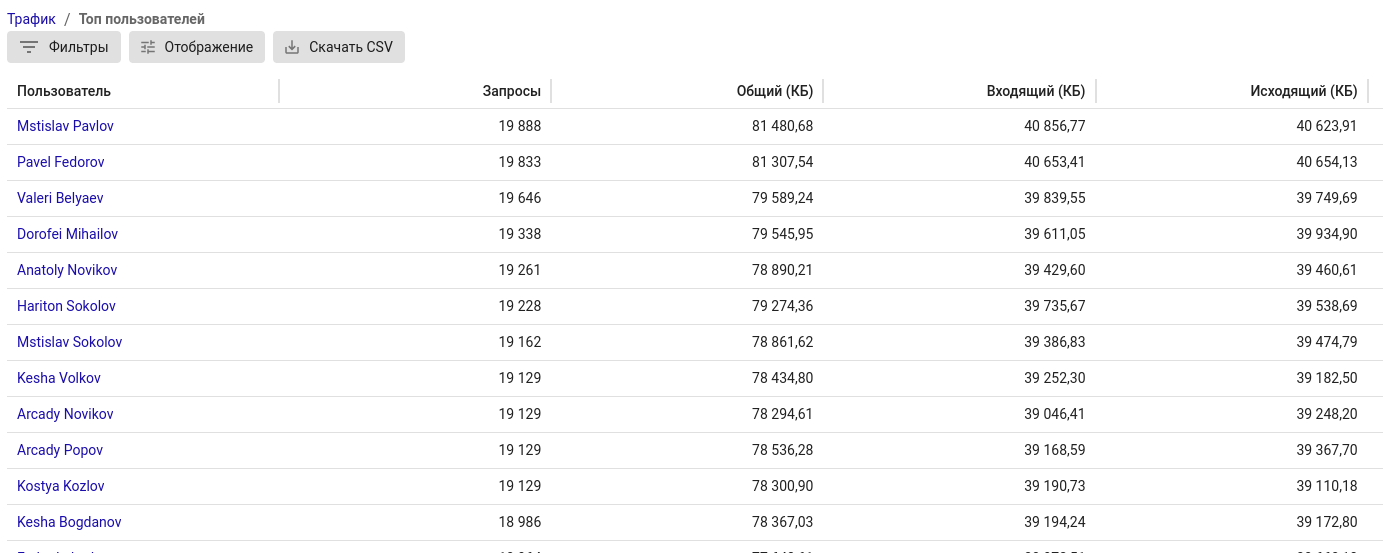 Трафик / Топ пользователей
Фильтры Отображение Скачать CSV
Пользователь Запросы Общий (КБ) Входящий (КБ) Исходящий (КБ)
Mstislav Pavlov 19 888 81 480,68 40 856,77 40 623,91
Pavel Fedorov 19 833 81 307,54 40 653,41 40 654,13
Valeri Belyaev 19 646 79 589,24 39 839,55 39 749,69
Dorofei Mihailov 19 338 79 545,95 39 611,05 39 934,90
Anatoly Novikov 19 261 78 890,21 39 429,60 39 460,61
Hariton Sokolov 19 228 79 274,36 39 735,67 39 538,69
Mstislav Sokolov 19 162 78 861,62 39 386,83 39 474,79
Kesha Volkov 19 129 78 434,80 39 252,30 39 182,50
Arcady Novikov 19 129 78 294,61 39 046,41 39 248,20
Arcady Popov 19 129 78 536,28 39 168,59 39 367,70
Kostya Kozlov 19 129 78 300,90 39 190,73 39 110,18
Kesha Bogdanov 18 986 78 367,03 39 194,24 39 172,80